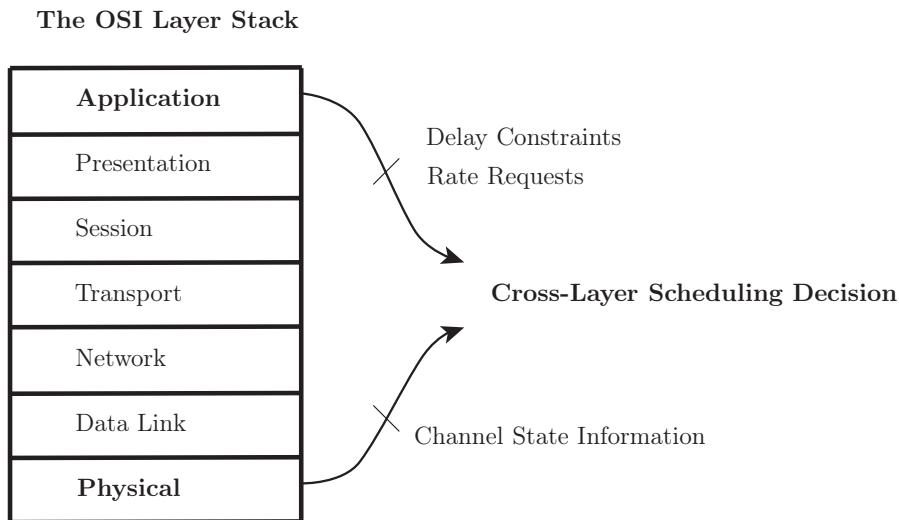 The OSI Layer Stack
Application
Presentation
Session
Transport
Network
Data Link
Physical
Delay Constraints
Rate Requests
Cross-Layer Scheduling Decision
Channel State Information